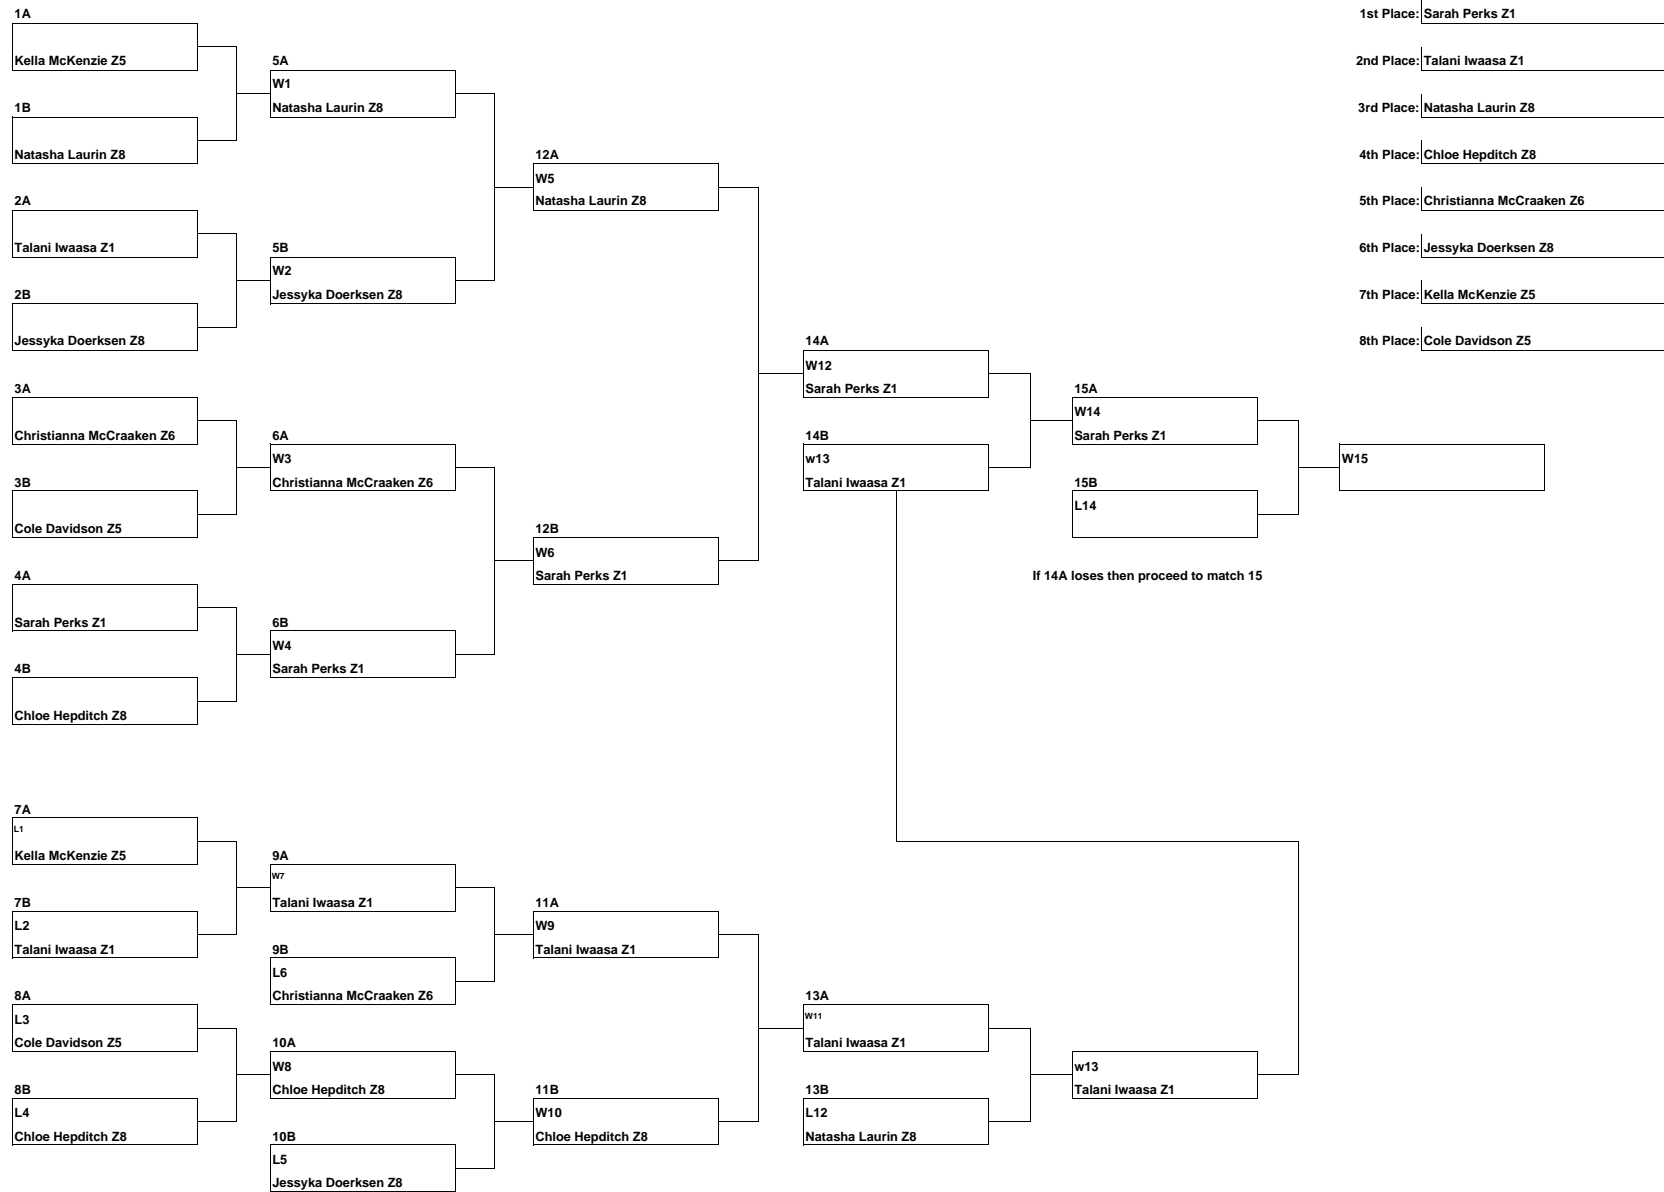 1A
Kella McKenzie Z5
1B
Natasha Laurin Z8
2A
Talani Iwaasa Z1
2B
Jessyka Doerksen Z8
3A
Christianna McCraaken Z6
3B
Cole Davidson Z5
4A
Sarah Perks Z1
4B
Chloe Hepditch Z8
5A
W1
Natasha Laurin Z8
5B
W2
Jessyka Doerksen Z8
6A
W3
Christianna McCraaken Z6
6B
W4
Sarah Perks Z1
12A
W5
Natasha Laurin Z8
12B
W6
Sarah Perks Z1
14A
W12
Sarah Perks Z1
14B
w13
Talani Iwaasa Z1
15A
W14
Sarah Perks Z1
15B
L14
If 14A loses then proceed to match 15
W15
1st Place: Sarah Perks Z1
2nd Place: Talani Iwaasa Z1
3rd Place: Natasha Laurin Z8
4th Place: Chloe Hepditch Z8
5th Place: Christianna McCraaken Z6
6th Place: Jessyka Doerksen Z8
7th Place: Kella McKenzie Z5
8th Place: Cole Davidson Z5
7A
L1
Kella McKenzie Z5
7B
L2
Talani Iwaasa Z1
8A
L3
Cole Davidson Z5
8B
L4
Chloe Hepditch Z8
9A
W7
Talani Iwaasa Z1
9B
L6
Christianna McCraaken Z6
10A
W8
Chloe Hepditch Z8
10B
L5
Jessyka Doerksen Z8
11A
W9
Talani Iwaasa Z1
11B
W10
Chloe Hepditch Z8
13A
W11
Talani Iwaasa Z1
13B
L12
Natasha Laurin Z8
w13
Talani Iwaasa Z1